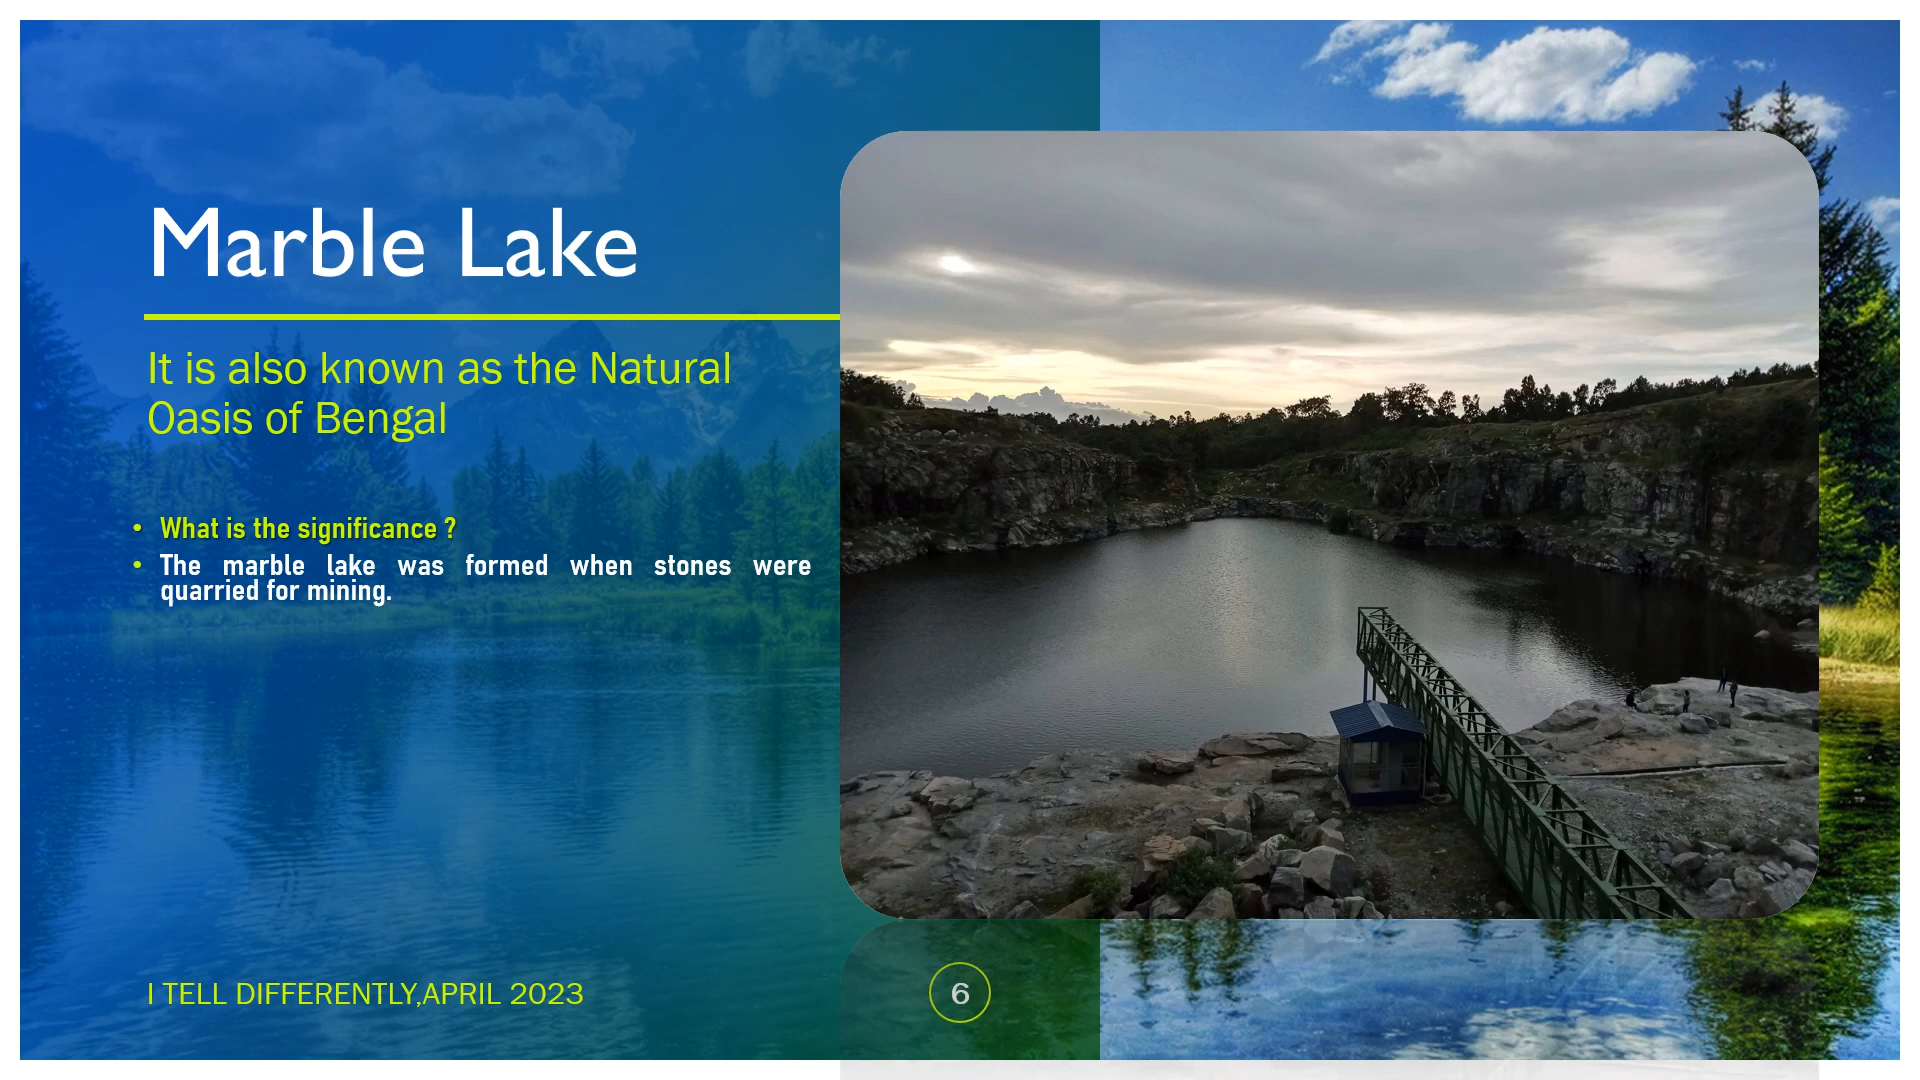 Marble Lake
It is also known as the Natural
Oasis of Bengal
• What is the significance ?
• The marble lake was formed when stones were
quarried for mining.
I TELL DIFFERENTLY,APRIL 2023
6